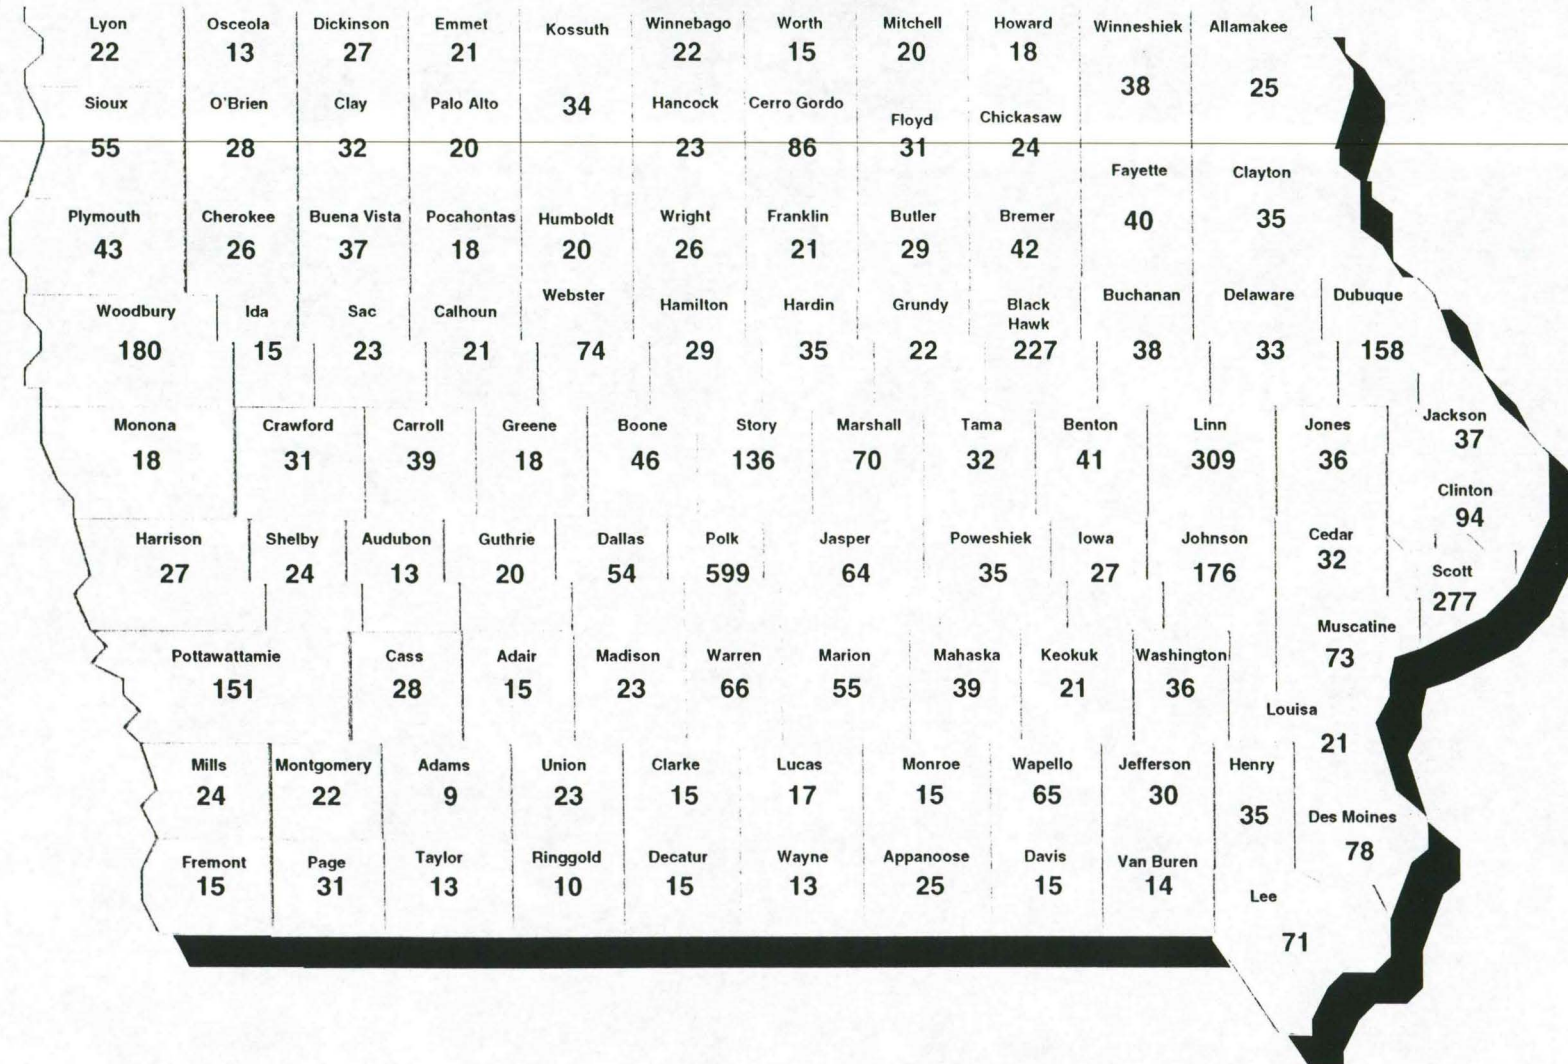 Lyon Osceola Dickinson Emmet Kossuth Winnebago Worth Mitchell Howard Winneshiek Allamakee
22 13 27 21 34 22 15 20 18 38 25
Sioux O'Brien Clay Palo Alto Hancock Cerro Gordo Floyd Chickasaw
55 28 32 20 23 86 31 24
Fayette Clayton
40 35
Plymouth Cherokee Buena Vista Pocahontas Humboldt Wright Franklin Butler Bremer
43 26 37 18 20 26 21 29 42
Woodbury Ida Sac Calhoun Webster Hamilton Hardin Grundy Black Hawk Buchanan Delaware Dubuque
180 15 23 21 74 29 35 22 227 38 33 158
Monona Crawford Carroll Greene Boone Story Marshall Tama Benton Linn Jones Jackson
18 31 39 18 46 136 70 32 41 309 36 37
Clinton
94
Harrison Shelby Audubon Guthrie Dallas Polk Jasper Poweshiek Iowa Johnson Cedar Scott
27 24 13 20 54 599 64 35 27 176 32 277
Muscatine
73
Pottawattamie Cass Adair Madison Warren Marion Mahaska Keokuk Washington
151 28 15 23 66 55 39 21 36
Louisa
21
Mills Montgomery Adams Union Clarke Lucas Monroe Wapello Jefferson Henry Des Moines
24 22 9 23 15 17 15 65 30 35 78
Fremont Page Taylor Ringgold Decatur Wayne Appanoose Davis Van Buren Lee
15 31 13 10 15 13 25 15 14 71